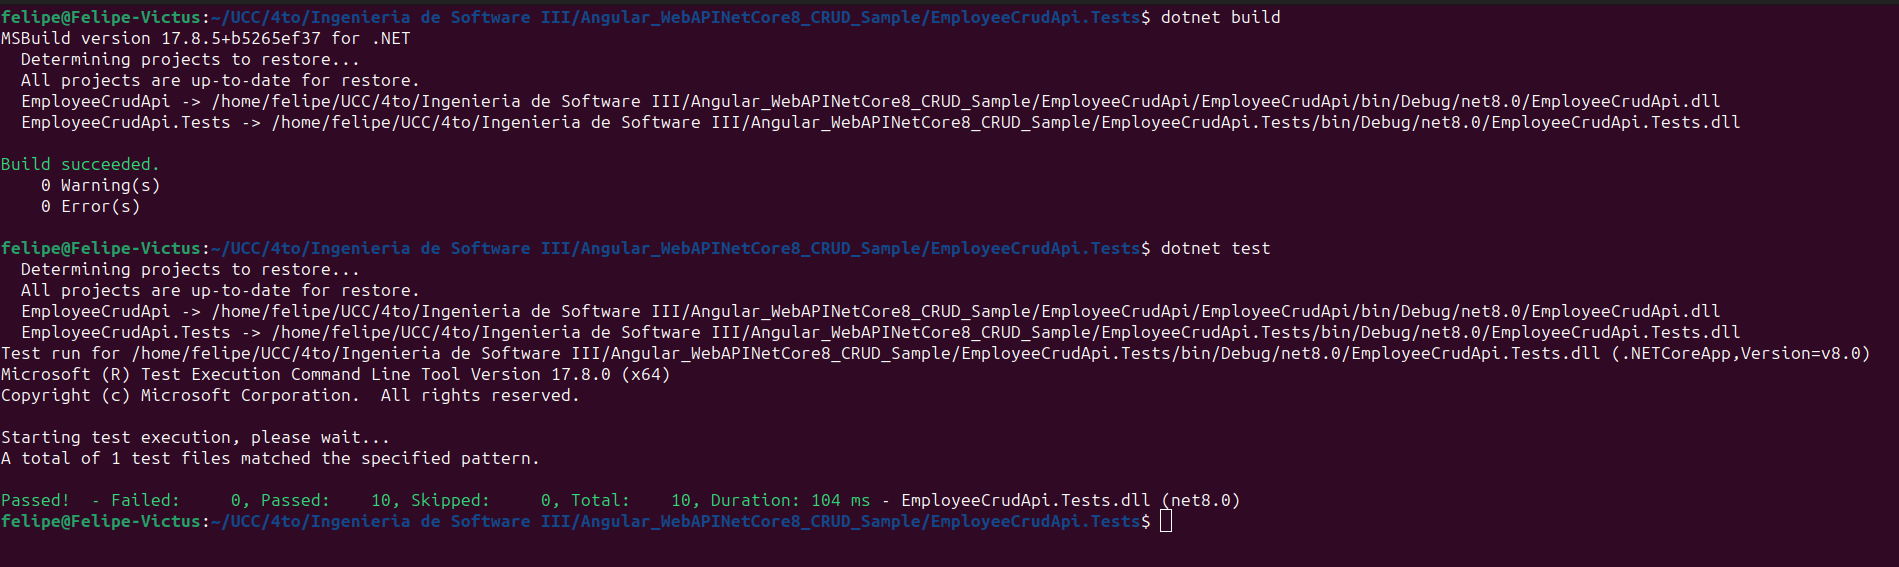 felipe@Felipe-Victus:~/UCC/4to/Ingenieria de Software III/Angular_WebAPINetCore8_CRUD_Sample/EmployeeCrudApi.Tests$ dotnet build
MSBuild version 17.8.5+b5265ef37 for .NET
  Determining projects to restore...
  All projects are up-to-date for restore.
  EmployeeCrudApi -> /home/felipe/UCC/4to/Ingenieria de Software III/Angular_WebAPINetCore8_CRUD_Sample/EmployeeCrudApi/EmployeeCrudApi/bin/Debug/net8.0/EmployeeCrudApi.dll
  EmployeeCrudApi.Tests -> /home/felipe/UCC/4to/Ingenieria de Software III/Angular_WebAPINetCore8_CRUD_Sample/EmployeeCrudApi.Tests/bin/Debug/net8.0/EmployeeCrudApi.Tests.dll

Build succeeded.
    0 Warning(s)
    0 Error(s)

felipe@Felipe-Victus:~/UCC/4to/Ingenieria de Software III/Angular_WebAPINetCore8_CRUD_Sample/EmployeeCrudApi.Tests$ dotnet test
  Determining projects to restore...
  All projects are up-to-date for restore.
  EmployeeCrudApi -> /home/felipe/UCC/4to/Ingenieria de Software III/Angular_WebAPINetCore8_CRUD_Sample/EmployeeCrudApi/EmployeeCrudApi/bin/Debug/net8.0/EmployeeCrudApi.dll
  EmployeeCrudApi.Tests -> /home/felipe/UCC/4to/Ingenieria de Software III/Angular_WebAPINetCore8_CRUD_Sample/EmployeeCrudApi.Tests/bin/Debug/net8.0/EmployeeCrudApi.Tests.dll
Test run for /home/felipe/UCC/4to/Ingenieria de Software III/Angular_WebAPINetCore8_CRUD_Sample/EmployeeCrudApi.Tests/bin/Debug/net8.0/EmployeeCrudApi.Tests.dll (.NETCoreApp,Version=v8.0)
Microsoft (R) Test Execution Command Line Tool Version 17.8.0 (x64)
Copyright (c) Microsoft Corporation.  All rights reserved.

Starting test execution, please wait...
A total of 1 test files matched the specified pattern.

Passed!  - Failed:     0, Passed:    10, Skipped:     0, Total:    10, Duration: 104 ms - EmployeeCrudApi.Tests.dll (net8.0)
felipe@Felipe-Victus:~/UCC/4to/Ingenieria de Software III/Angular_WebAPINetCore8_CRUD_Sample/EmployeeCrudApi.Tests$